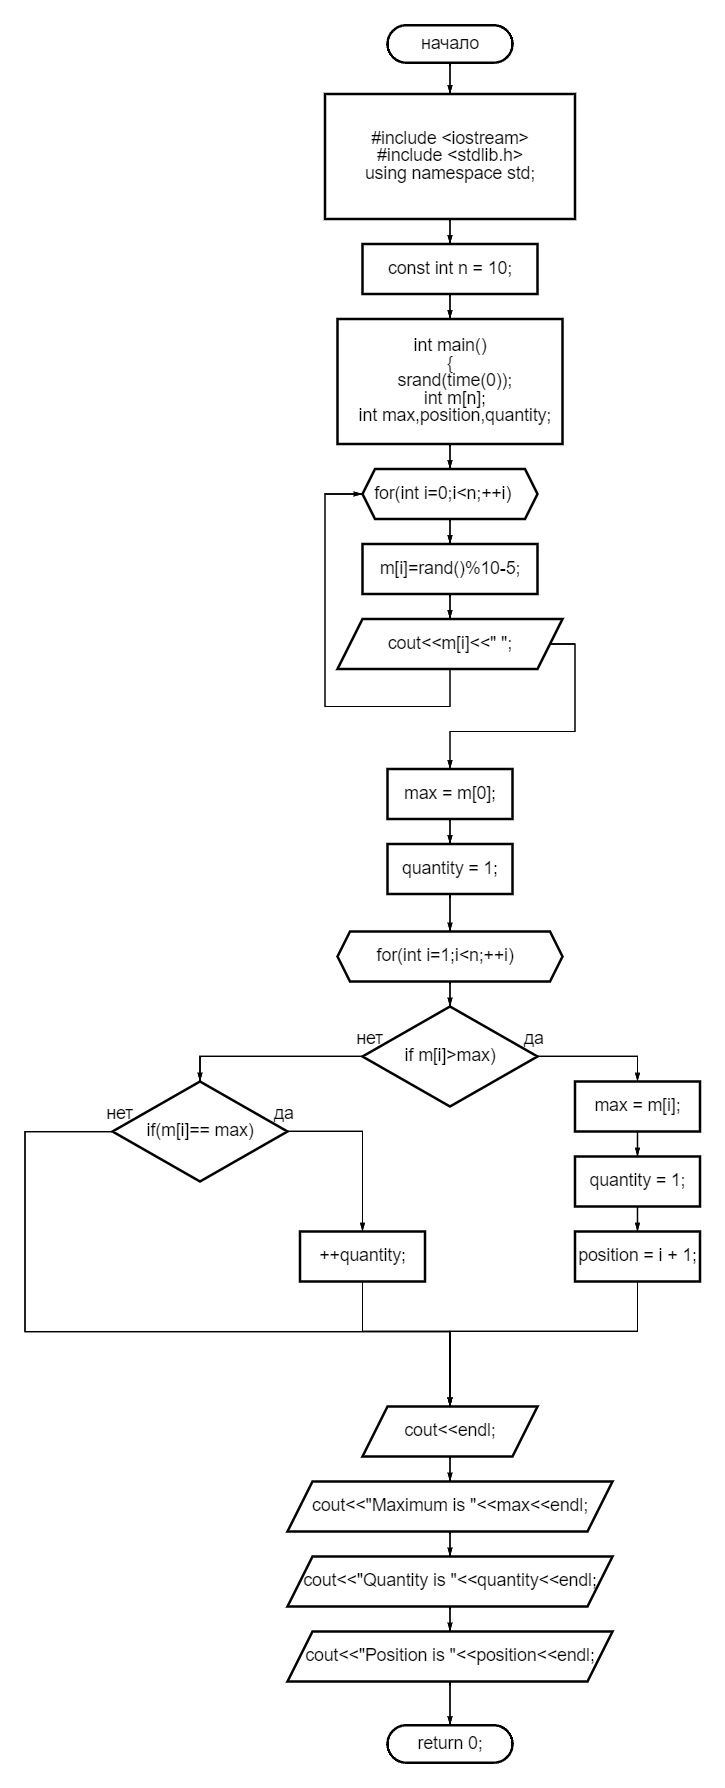 начало
#include <iostream>
#include <stdlib.h>
using namespace std;
const int n = 10;
int main()
{
srand(time(0));
int m[n];
int max,position,quantity;
for(int i=0;i<n;++i)
m[i]=rand()%10-5;
cout<<m[i]<<" ";
max = m[0];
quantity = 1;
for(int i=1;i<n;++i)
нет
да
if m[i]>max)
max = m[i];
нет
да
if(m[i]== max)
quantity = 1;
++quantity;
position = i + 1;
cout<<endl;
cout<<"Maximum is "<<max<<endl;
cout<<"Quantity is "<<quantity<<endl;
cout<<"Position is "<<position<<endl;
return 0;